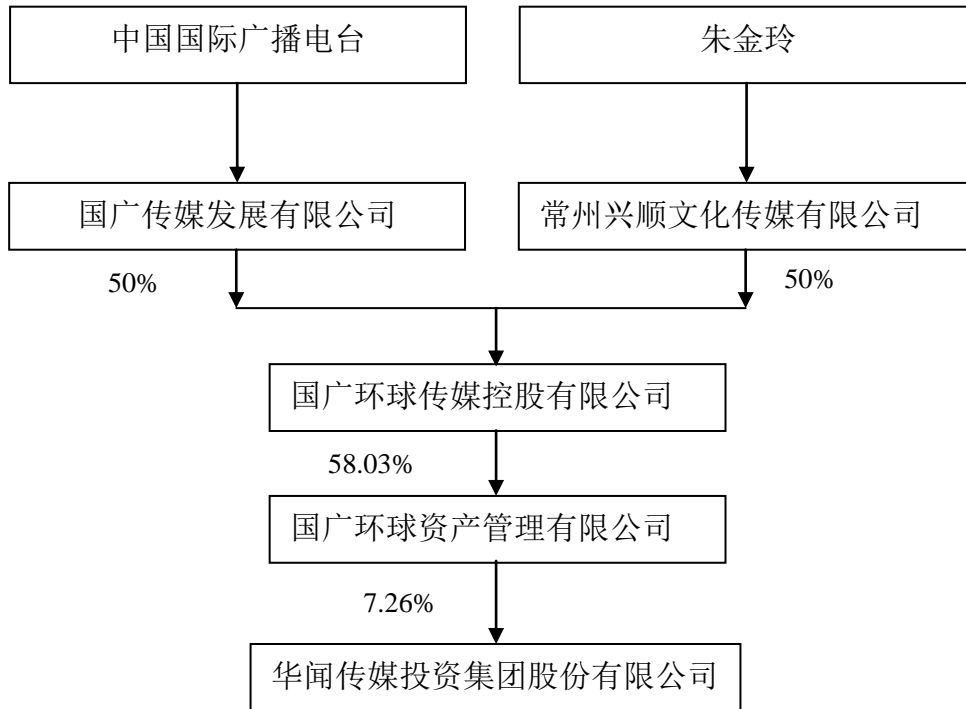 中国国际广播电台
朱金玲
国广传媒发展有限公司
常州兴顺文化传媒有限公司
50%
50%
国广环球传媒控股有限公司
58.03%
国广环球资产管理有限公司
7.26%
华闻传媒投资集团股份有限公司